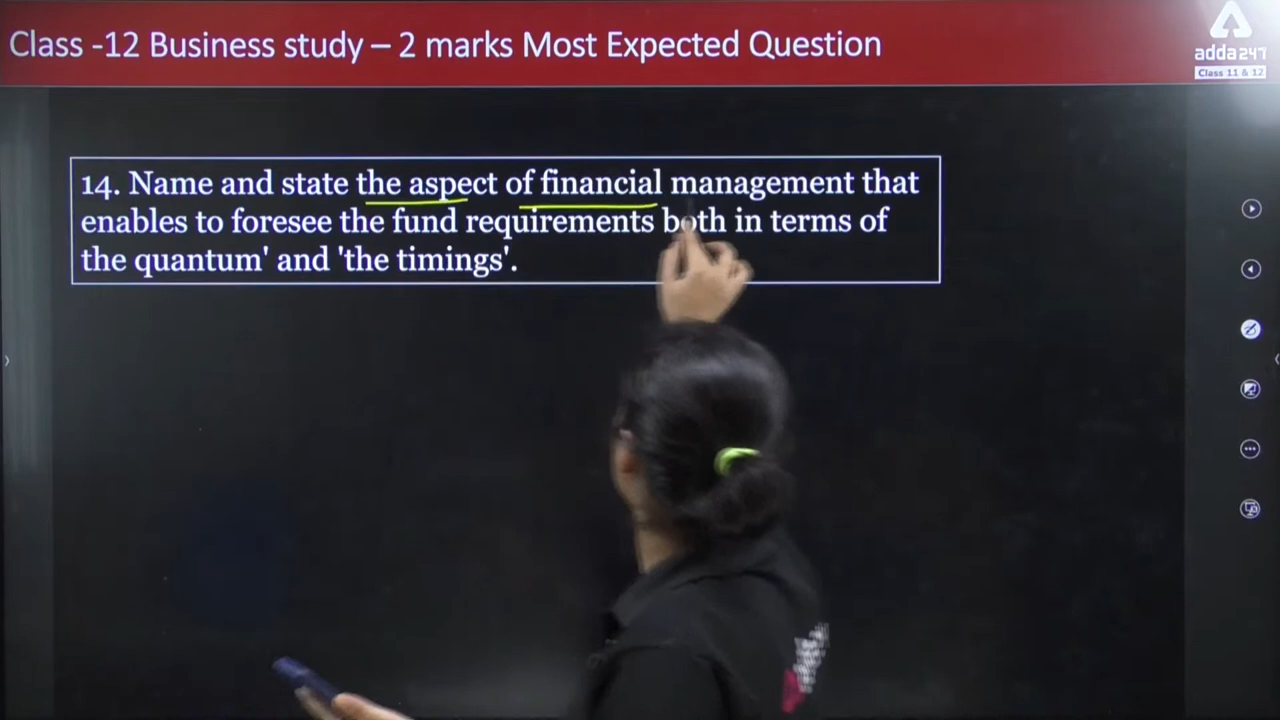 Class -12 Business study – 2 marks Most Expected Question
adda247
Class 11 & 12
14. Name and state the aspect of financial management that
enables to foresee the fund requirements both in terms of
the quantum' and 'the timings'.